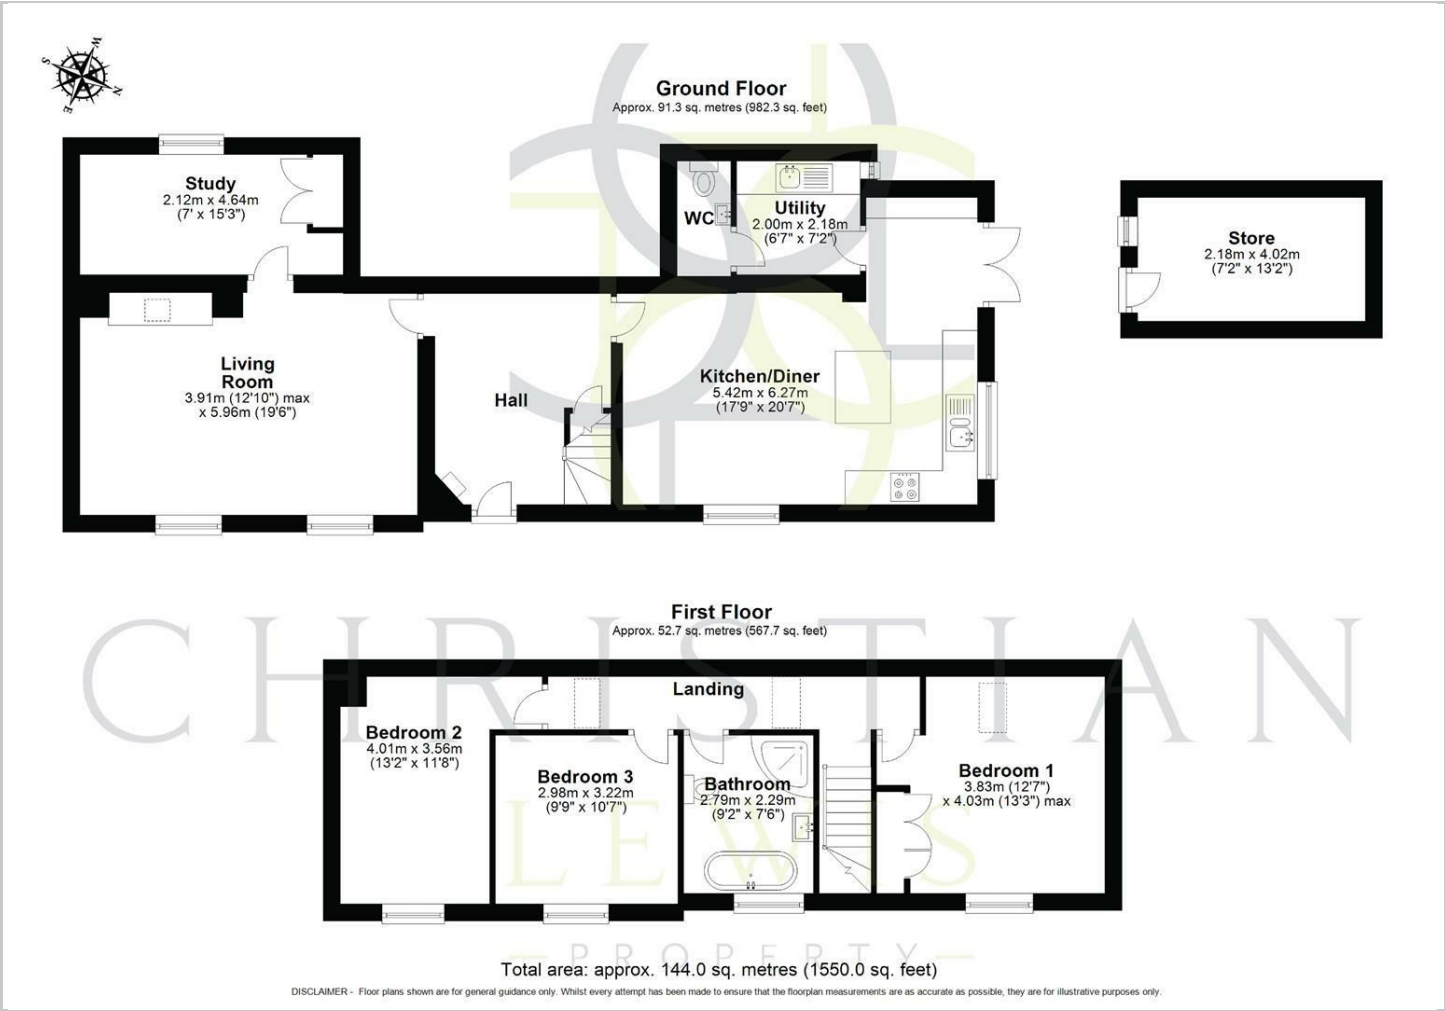 W
S
N
E
Ground Floor
Approx. 91.3 sq. metres (982.3 sq. feet)
Study
2.12m x 4.64m
(7' x 15'3")
WC
Utility
2.00m x 2.18m
(6'7" x 7'2")
Store
2.18m x 4.02m
(7'2" x 13'2")
Living
Room
3.91m (12'10") max
x 5.96m (19'6")
Hall
Kitchen/Diner
5.42m x 6.27m
(17'9" x 20'7")
First Floor
Approx. 52.7 sq. metres (567.7 sq. feet)
CHRISTIAN
Landing
Bedroom 2
4.01m x 3.56m
(13'2" x 11'8")
Bedroom 3
2.98m x 3.22m
(9'9" x 10'7")
Bathroom
2.79m x 2.29m
(9'2" x 7'6")
Bedroom 1
3.83m (12'7")
x 4.03m (13'3") max
LEWIS
PROPERTY
Total area: approx. 144.0 sq. metres (1550.0 sq. feet)
DISCLAIMER - Floor plans shown are for general guidance only. Whilst every attempt has been made to ensure that the floorplan measurements are as accurate as possible, they are for illustrative purposes only.